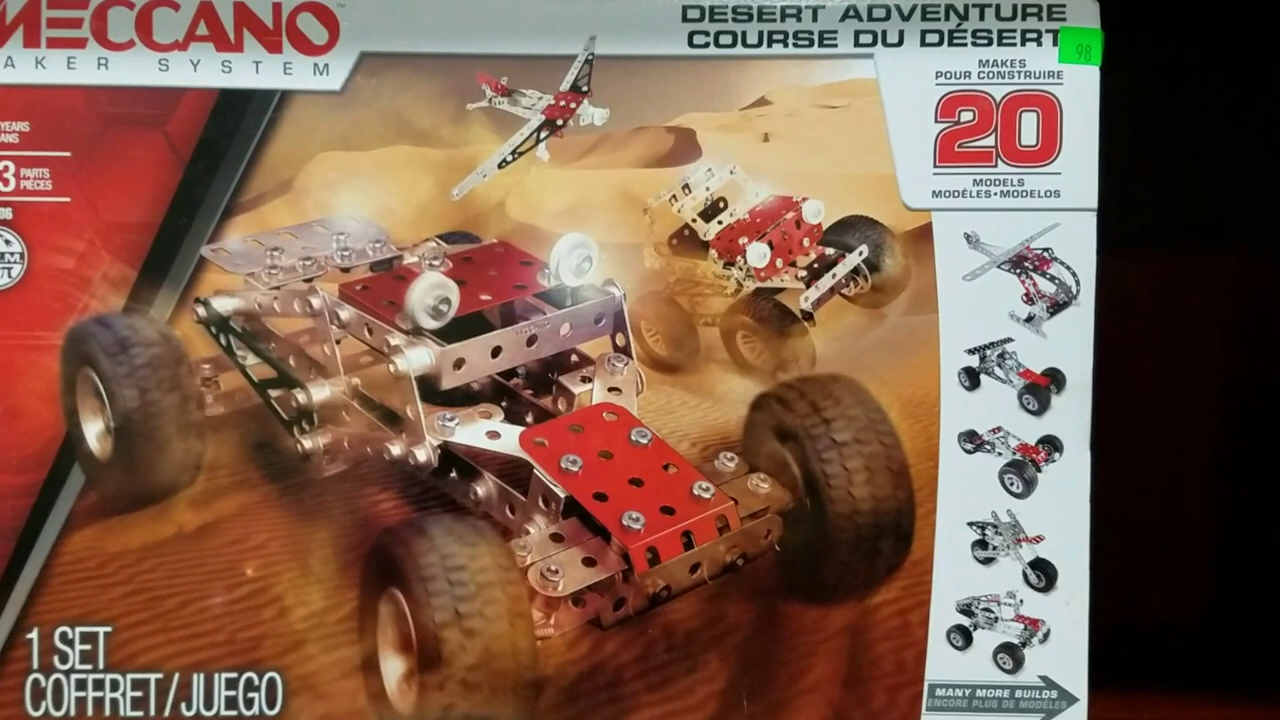 MECCANO
AKER SYSTEM
DESERT ADVENTURE
COURSE DU DÉSERT
98
MAKES
POUR CONSTRUIRE
20
MODELS
MODÈLES • MODELOS
YEARS
ANS
3 PARTS
PIÈCES
06
.M.
π
1 SET
COFFRET/JUEGO
MANY MORE BUILDS
ENCORE PLUS DE MODÈLES